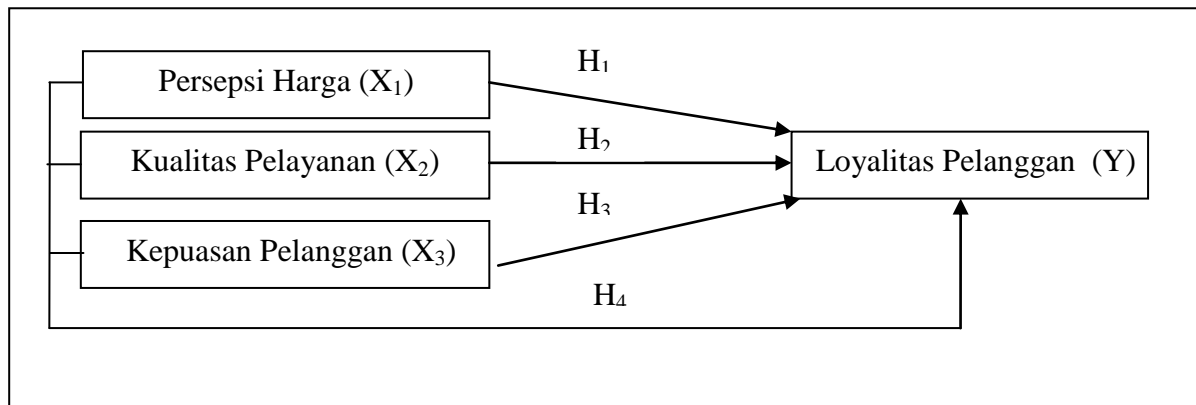 H₁
Persepsi Harga (X₁)
H₂
Kualitas Pelayanan (X₂)
Loyalitas Pelanggan (Y)
H₃
Kepuasan Pelanggan (X₃)
H₄